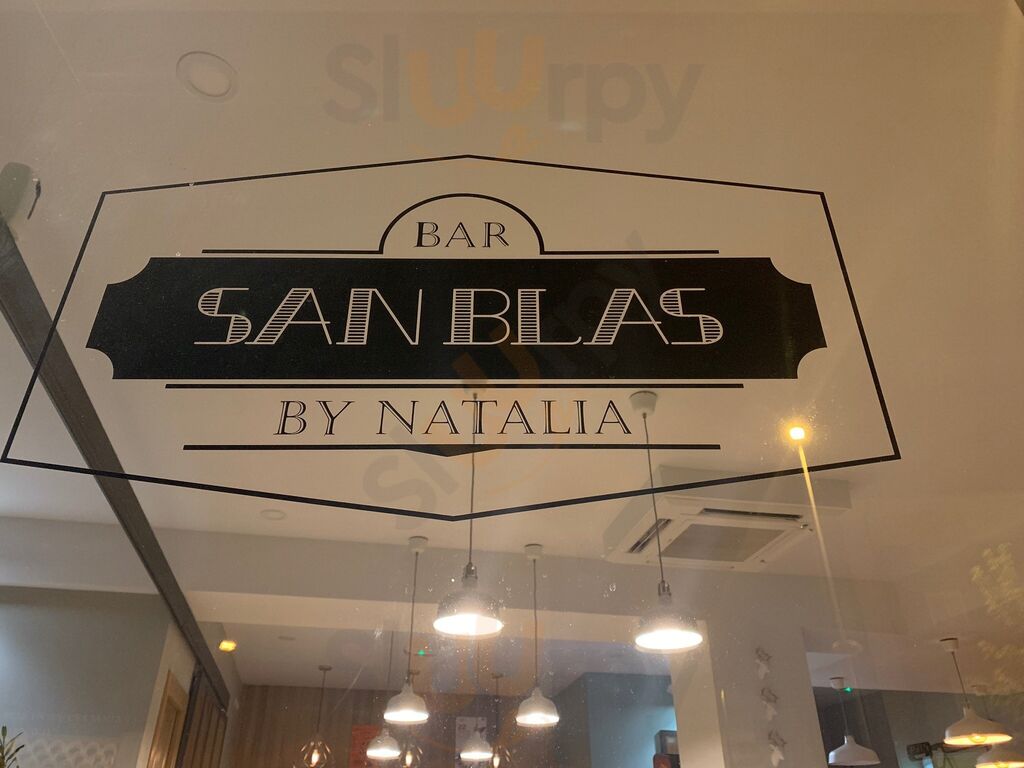 Sluurpy
BAR
SAN BLAS
BY NATALIA